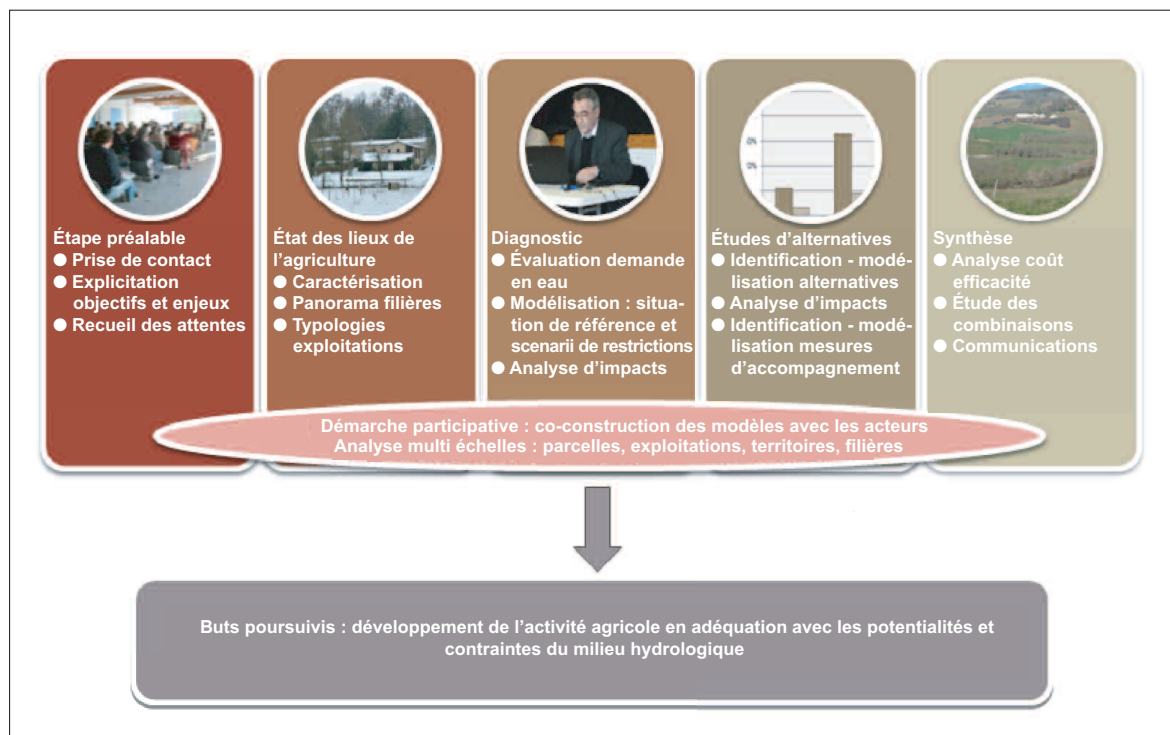 Étape préalable
● Prise de contact
● Explicitation
objectifs et enjeux
● Recueil des attentes
État des lieux de
l’agriculture
● Caractérisation
● Panorama filières
● Typologies
exploitations
Diagnostic
● Évaluation demande
en eau
● Modélisation : situa-
tion de référence et
scenarii de restrictions
● Analyse d’impacts
Études d’alternatives
● Identification - modé-
lisation alternatives
● Analyse d’impacts
● Identification - modé-
lisation mesures
d’accompagnement
Synthèse
● Analyse coût
efficacité
● Étude des
combinaisons
● Communications
Démarche participative : co-construction des modèles avec les acteurs
Analyse multi échelles : parcelles, exploitations, territoires, filières
Buts poursuivis : développement de l’activité agricole en adéquation avec les potentialités et
contraintes du milieu hydrologique